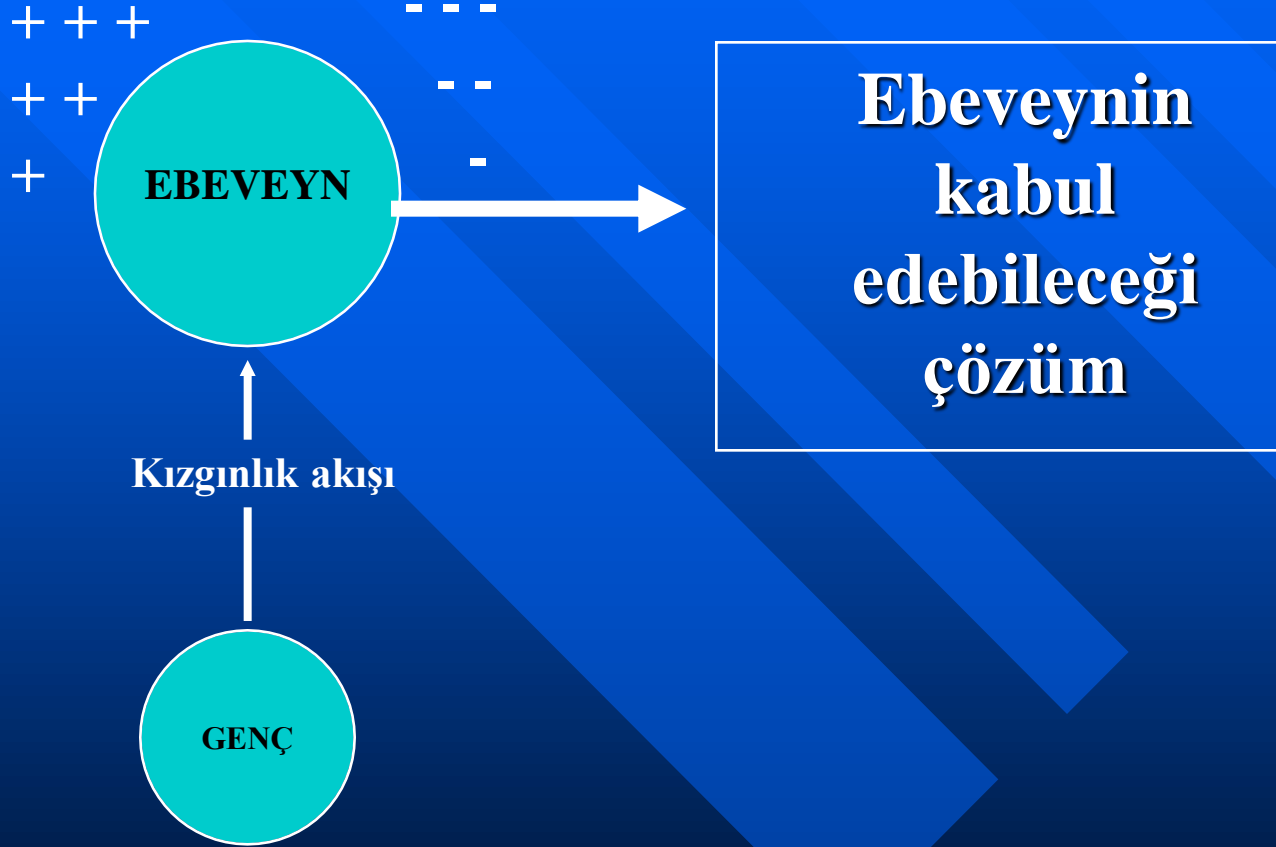 + + +
- - -
+ +
- -
+
-
EBEVEYN
Kızgınlık akışı
GENÇ
Ebeveynin
kabul
edebileceği
çözüm